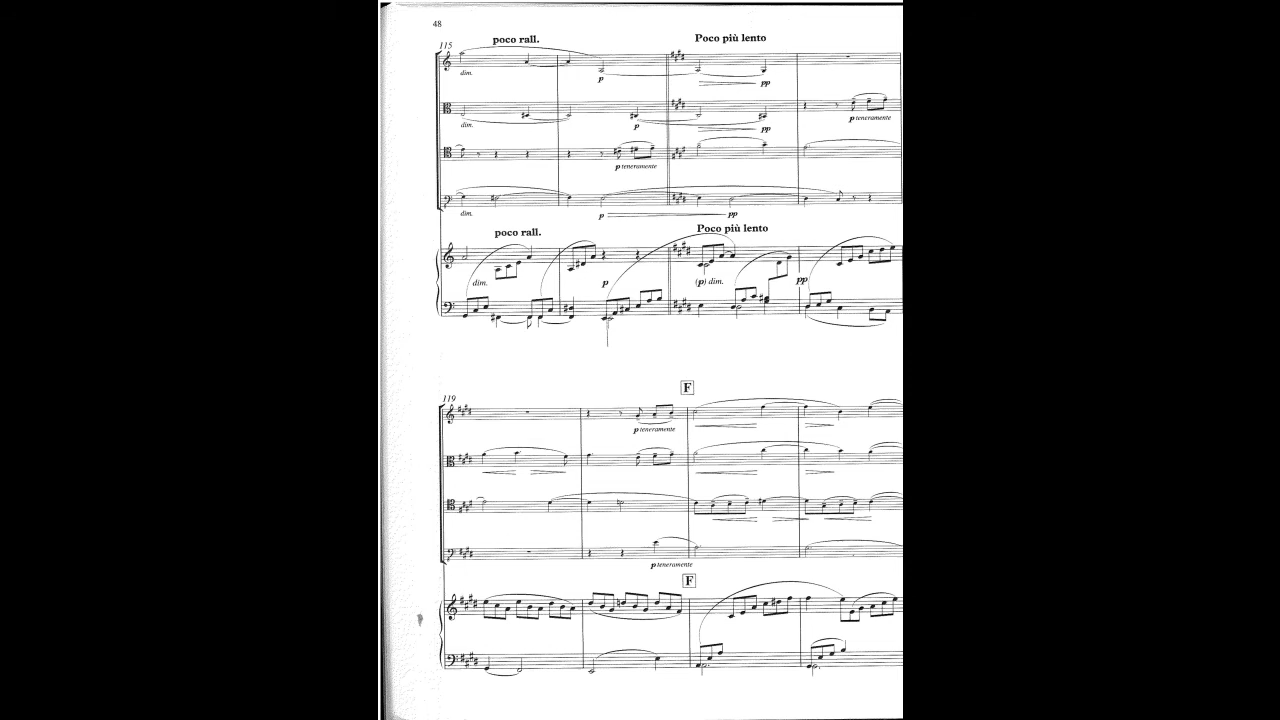 48
poco rall.
Poco più lento
115
dim.
p
pp
dim.
p
pp
p teneramente
p teneramente
dim.
p
pp
poco rall.
Poco più lento
dim.
p
(p) dim.
pp
F
119
p teneramente
p teneramente
F